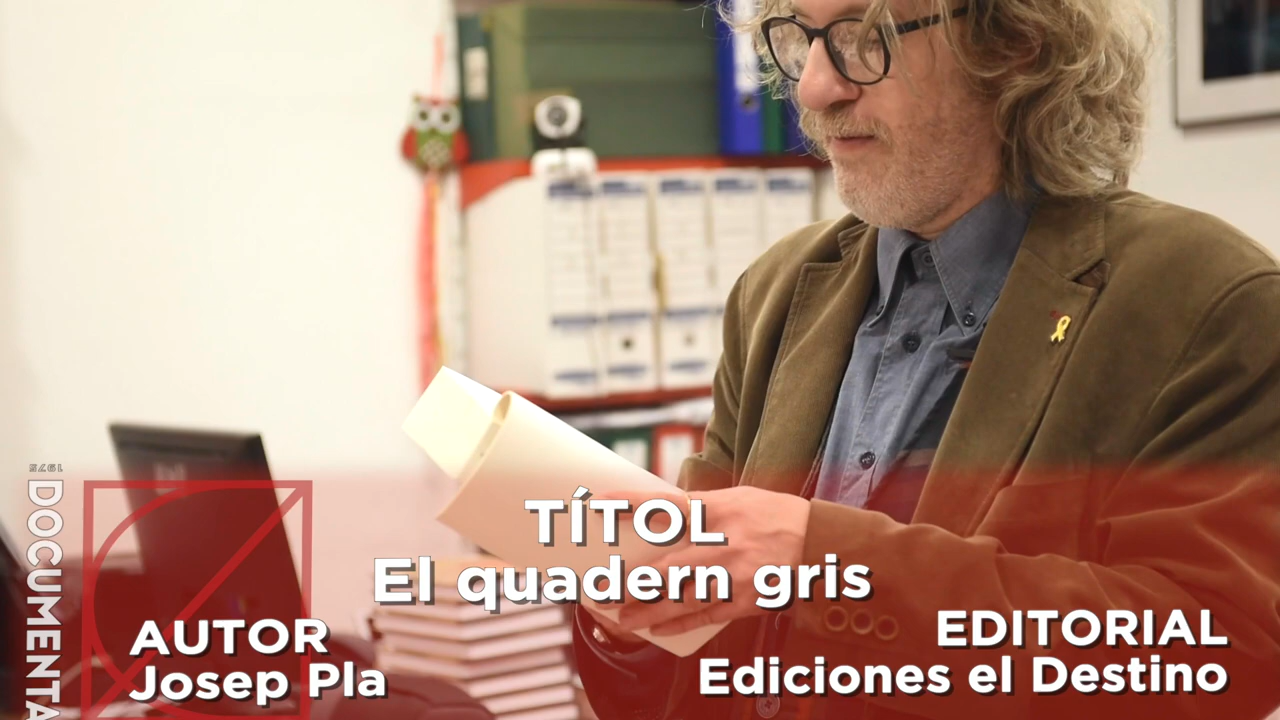 1975
DOCUMENTA
TÍTOL
El quadern gris
AUTOR
Josep Pla
EDITORIAL
Ediciones el Destino